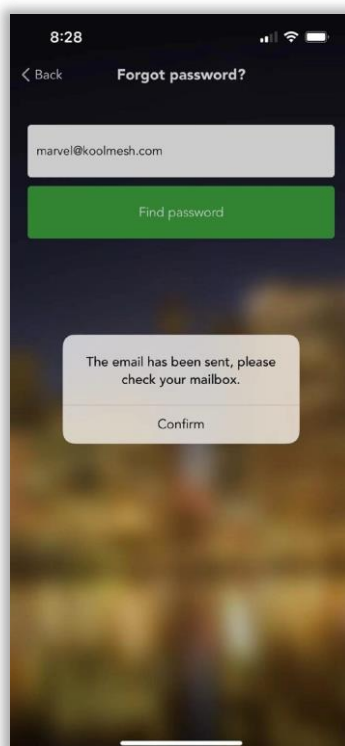 8:28
Back Forgot password?
marvel@koolmesh.com
Find password
The email has been sent, please
check your mailbox.
Confirm